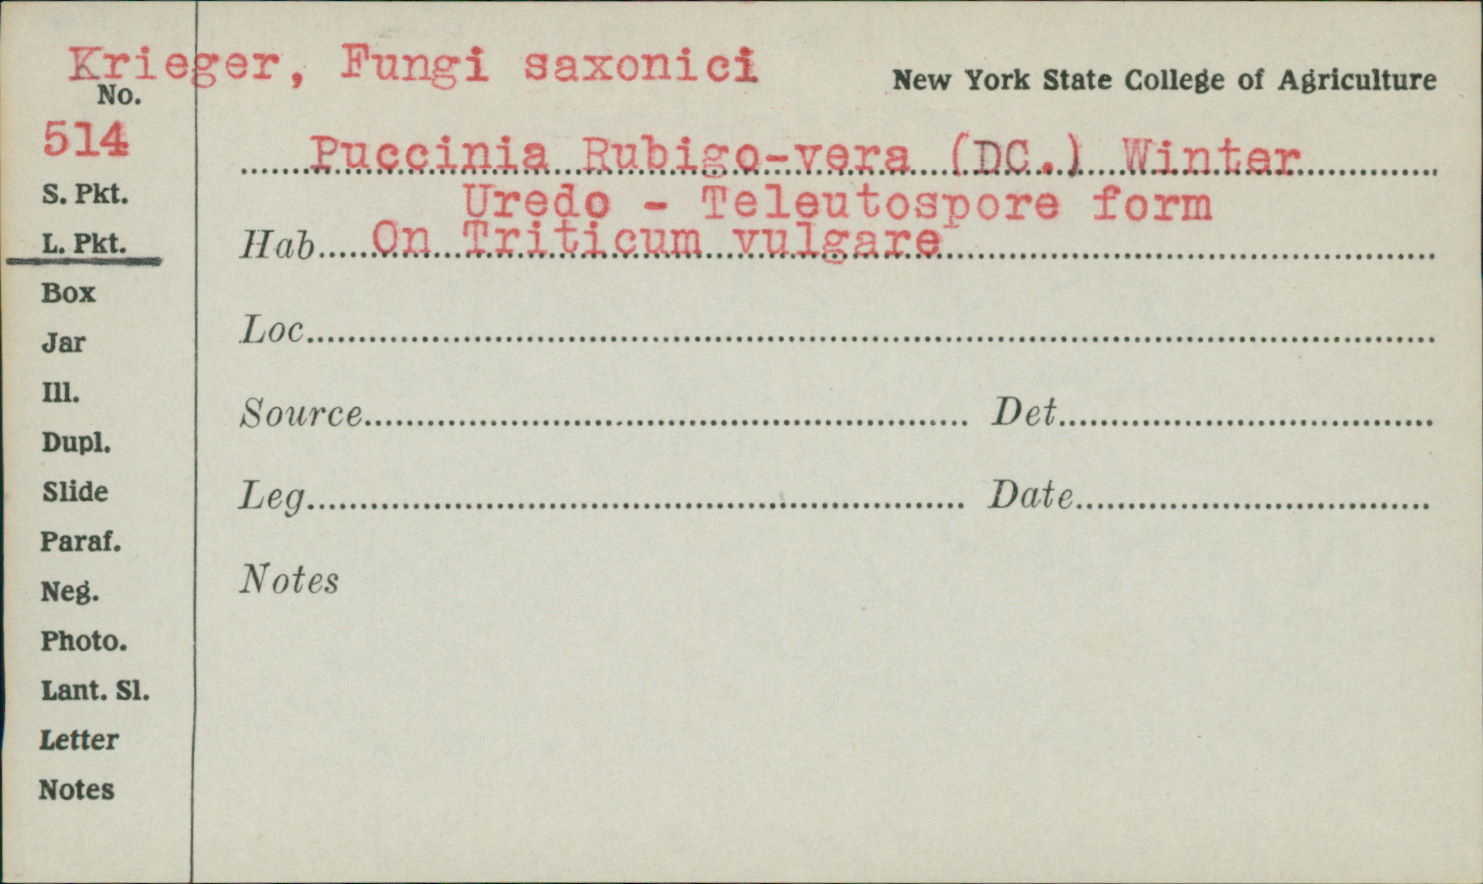 Krieger, Fungi saxonici
New York State College of Agriculture
No.
514
Puccinia Rubigo-vera (DC.) Winter
Uredo - Teleutospore form
S. Pkt.
L. Pkt.
Hab.....On Triticum vulgare
Box
Loc
Jar
Ill.
Source
Det
Dupl.
Slide
Leg
Date
Paraf.
Neg.
Notes
Photo.
Lant. Sl.
Letter
Notes